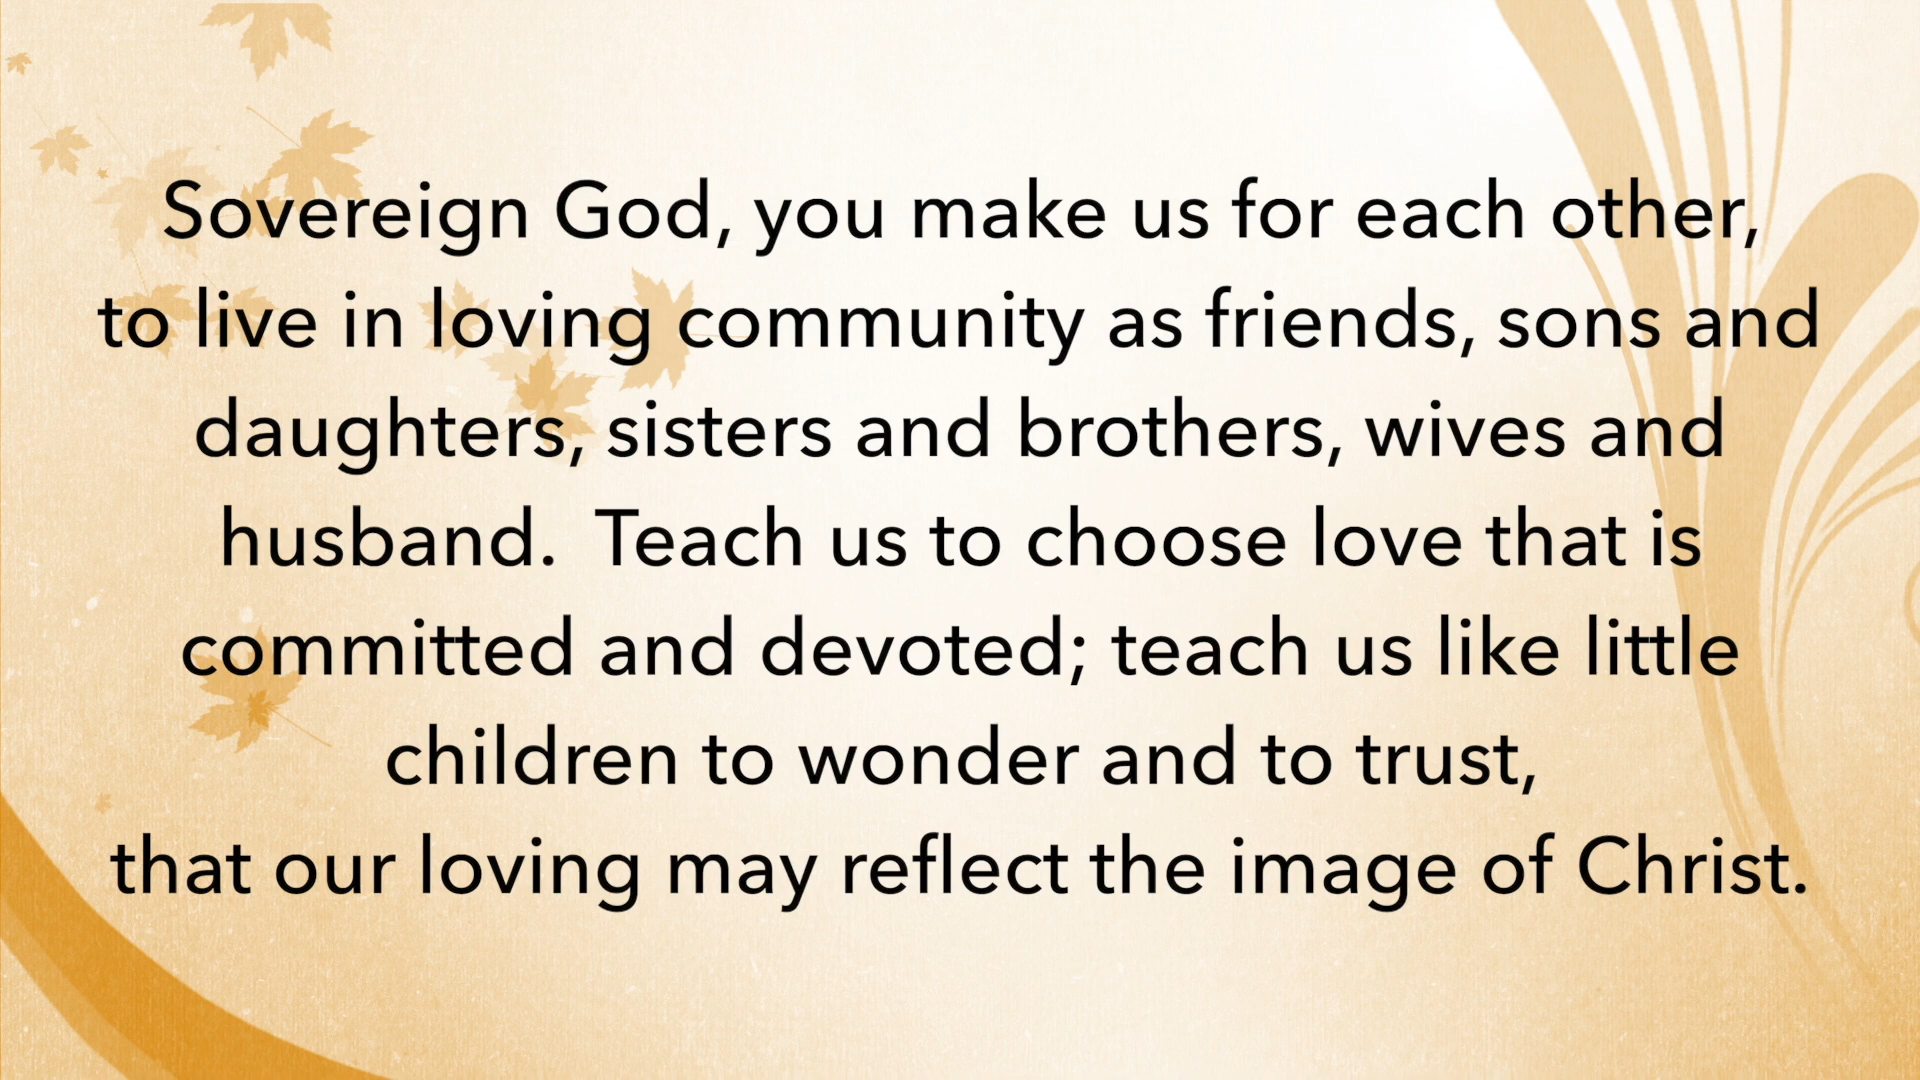 Sovereign God, you make us for each other,
to live in loving community as friends, sons and
daughters, sisters and brothers, wives and
husband.  Teach us to choose love that is
committed and devoted; teach us like little
children to wonder and to trust,
that our loving may reflect the image of Christ.